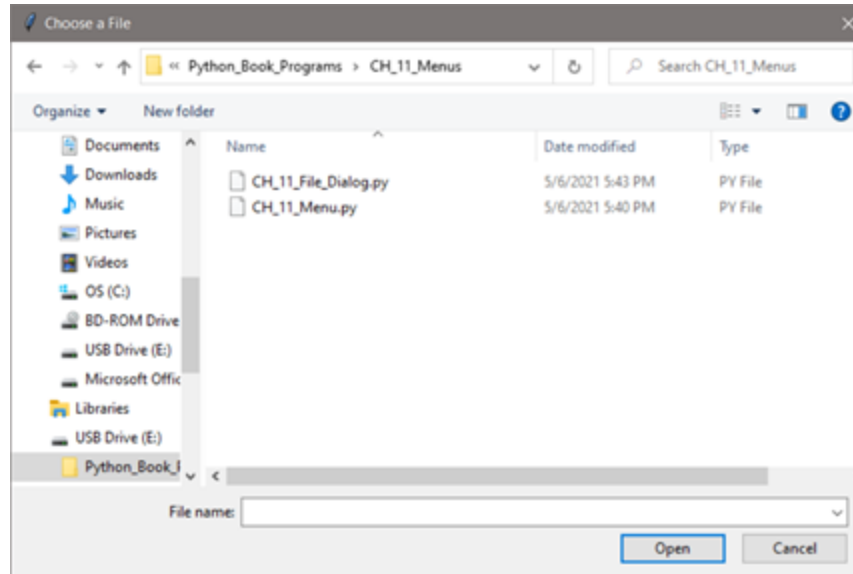 Choose a File
« Python_Book_Programs > CH_11_Menus
Search CH_11_Menus
Organize
New folder
Name
Date modified
Type
Documents
Downloads
Music
Pictures
Videos
OS (C:)
BD-ROM Drive
USB Drive (E:)
Microsoft Offic
Libraries
USB Drive (E:)
Python_Book_P
CH_11_File_Dialog.py
5/6/2021 5:43 PM
PY File
CH_11_Menu.py
5/6/2021 5:40 PM
PY File
File name:
Open
Cancel